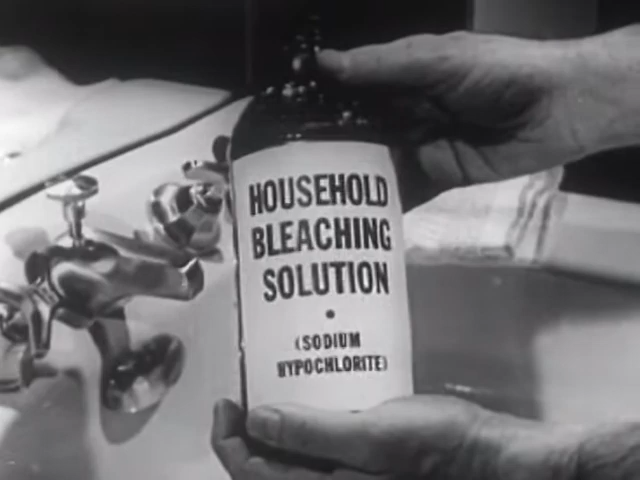 HOUSEHOLD
BLEACHING
SOLUTION
•
(SODIUM
HYPOCHLORITE)